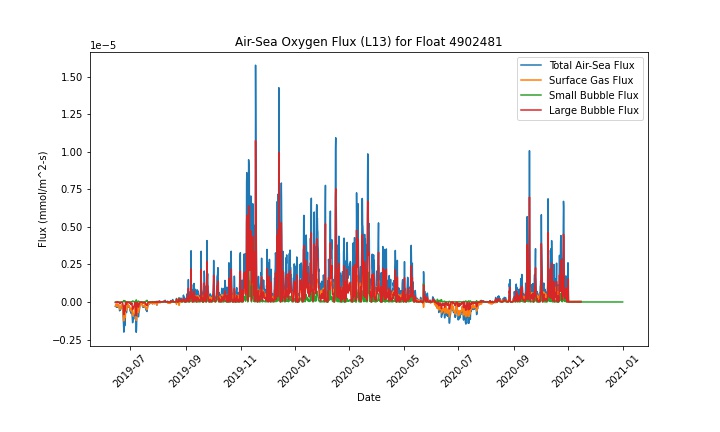 Air-Sea Oxygen Flux (L13) for Float 4902481
1e−5
Total Air-Sea Flux
Surface Gas Flux
Small Bubble Flux
Large Bubble Flux
1.50
1.25
1.00
0.75
0.50
0.25
0.00
−0.25
Flux (mmol/m^2-s)
2019-07
2019-09
2019-11
2020-01
2020-03
2020-05
2020-07
2020-09
2020-11
2021-01
Date